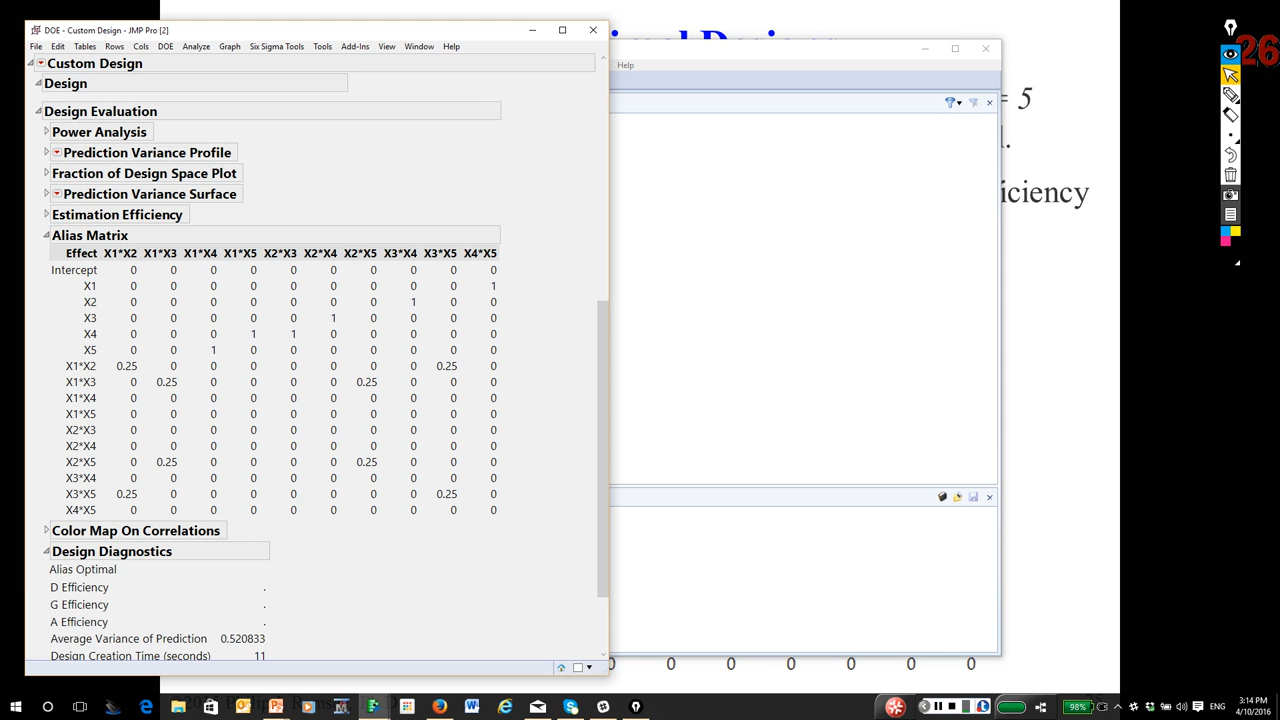 DOE - Custom Design - JMP Pro [2]
File Edit Tables Rows Cols DOE Analyze Graph Six Sigma Tools Tools Add-Ins View Window Help
Custom Design
Design
Design Evaluation
Power Analysis
Prediction Variance Profile
Fraction of Design Space Plot
Prediction Variance Surface
Estimation Efficiency
Alias Matrix
Effect X1*X2 X1*X3 X1*X4 X1*X5 X2*X3 X2*X4 X2*X5 X3*X4 X3*X5 X4*X5
Intercept 0 0 0 0 0 0 0 0 0 0
X1 0 0 0 0 0 0 0 0 0 1
X2 0 0 0 0 0 0 0 1 0 0
X3 0 0 0 0 0 1 0 0 0 0
X4 0 0 0 1 1 0 0 0 0 0
X5 0 0 1 0 0 0 0 0 0 0
X1*X2 0.25 0 0 0 0 0 0 0 0.25 0
X1*X3 0 0.25 0 0 0 0 0.25 0 0 0
X1*X4 0 0 0 0 0 0 0 0 0 0
X1*X5 0 0 0 0 0 0 0 0 0 0
X2*X3 0 0 0 0 0 0 0 0 0 0
X2*X4 0 0 0 0 0 0 0 0 0 0
X2*X5 0 0.25 0 0 0 0 0.25 0 0 0
X3*X4 0 0 0 0 0 0 0 0 0 0
X3*X5 0.25 0 0 0 0 0 0 0 0.25 0
X4*X5 0 0 0 0 0 0 0 0 0 0
Color Map On Correlations
Design Diagnostics
Alias Optimal
D Efficiency .
G Efficiency .
A Efficiency .
Average Variance of Prediction 0.520833
Design Creation Time (seconds) 11
Help
= 5
iciency
0 0 0 0 0 0 0
26
98%
ENG
3:14 PM
4/10/2016